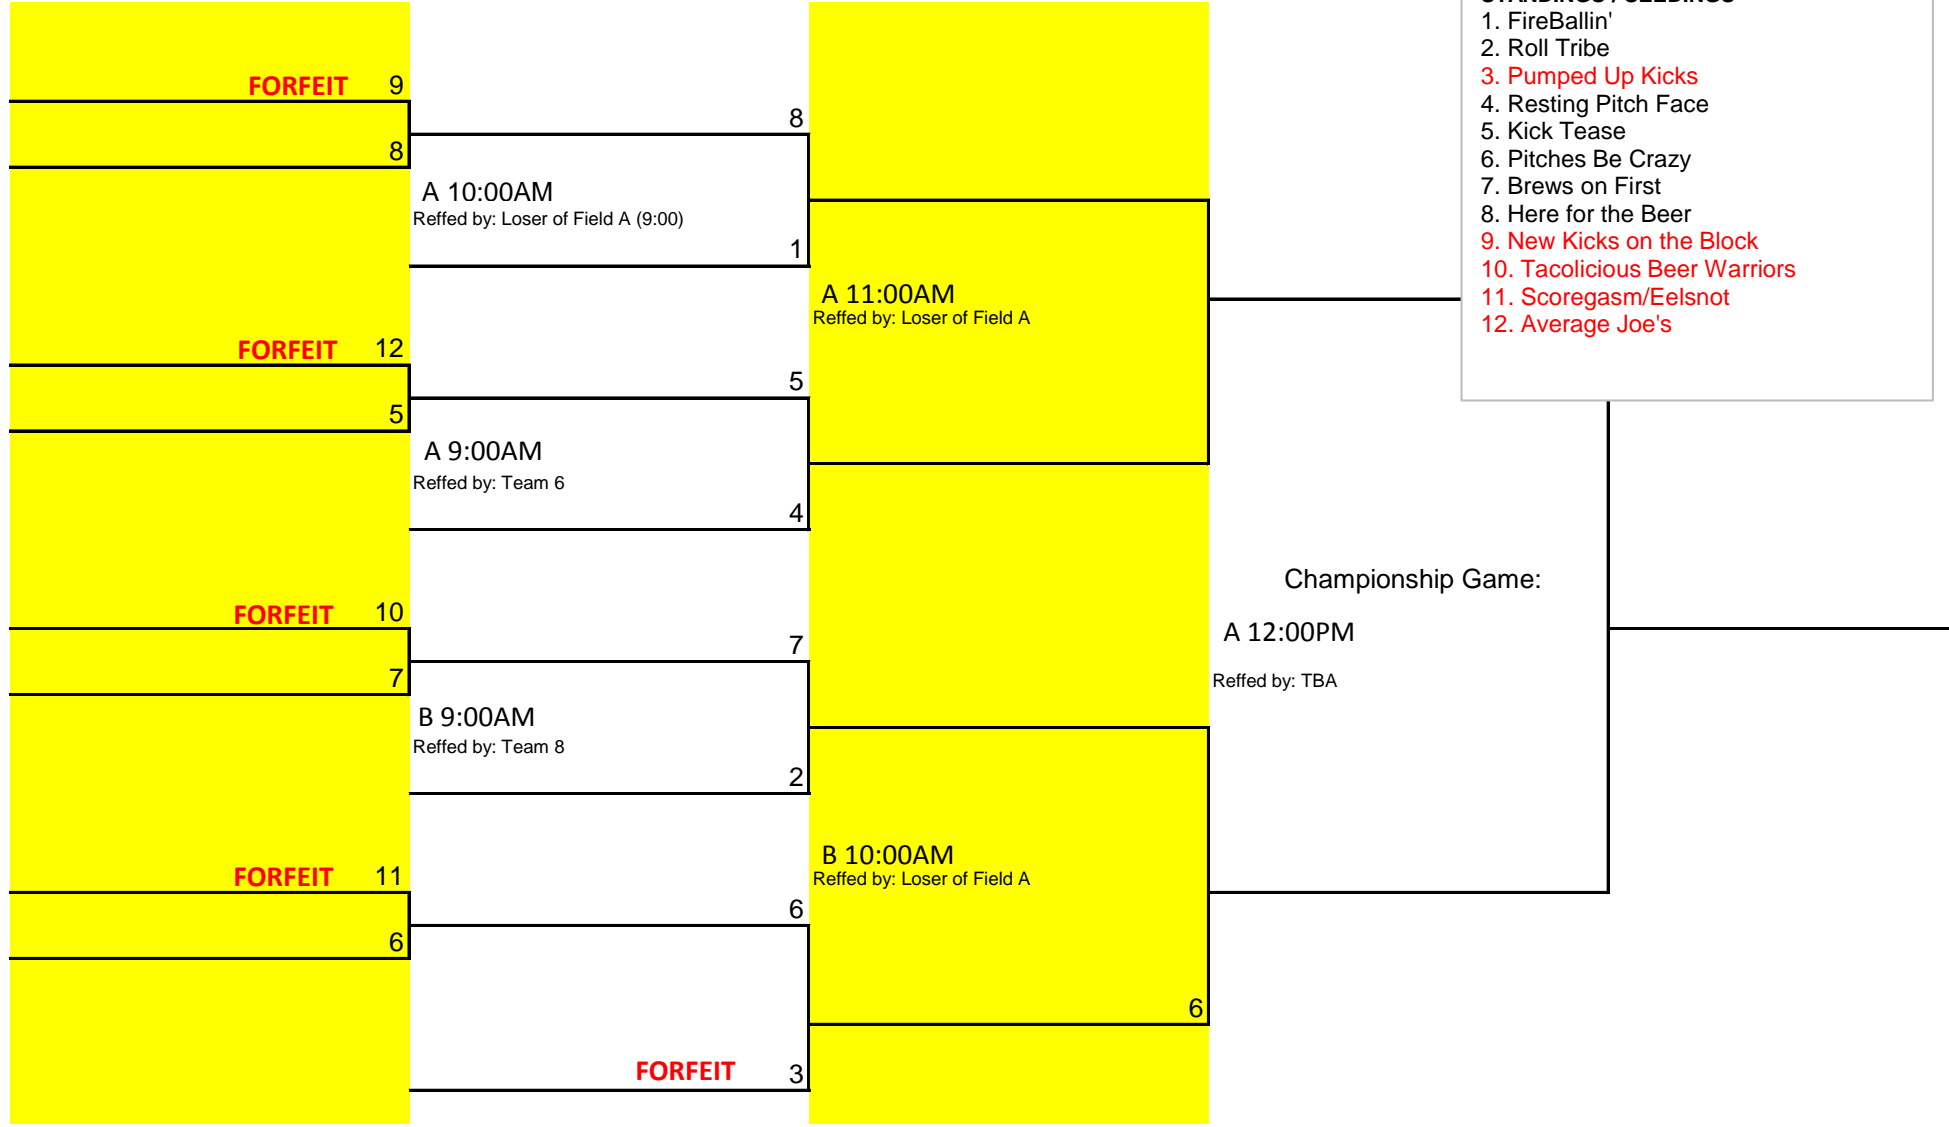 STANDINGS / SEEDINGS
1. FireBallin'
2. Roll Tribe
3. Pumped Up Kicks
4. Resting Pitch Face
5. Kick Tease
6. Pitches Be Crazy
7. Brews on First
8. Here for the Beer
9. New Kicks on the Block
10. Tacolicious Beer Warriors
11. Scoregasm/Eelsnot
12. Average Joe's
FORFEIT 9
8
FORFEIT 12
5
FORFEIT 10
7
FORFEIT 11
6
8
A 10:00AM
Reffed by: Loser of Field A (9:00)
1
5
A 9:00AM
Reffed by: Team 6
4
7
B 9:00AM
Reffed by: Team 8
2
6
FORFEIT 3
A 11:00AM
Reffed by: Loser of Field A
B 10:00AM
Reffed by: Loser of Field A
6
Championship Game:
A 12:00PM
Reffed by: TBA